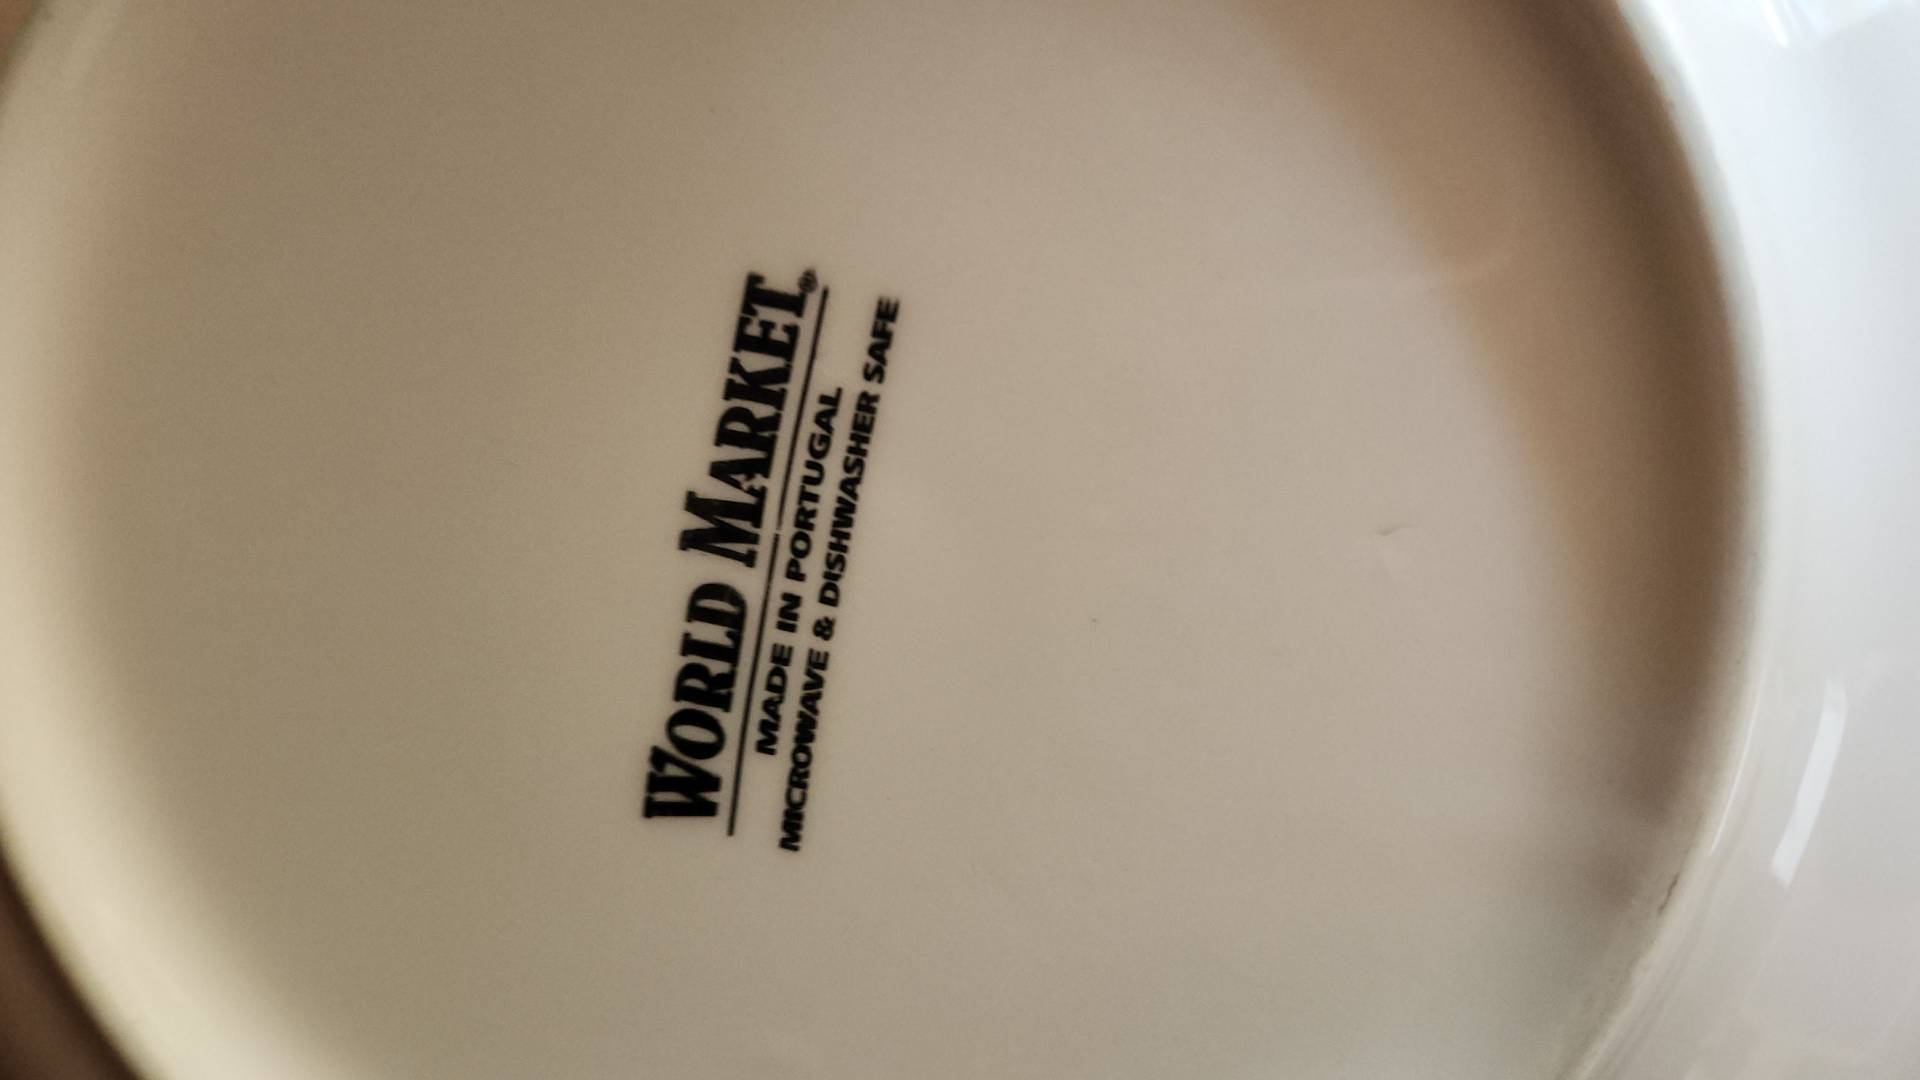 WORLD MARKET®
MADE IN PORTUGAL
MICROWAVE & DISHWASHER SAFE